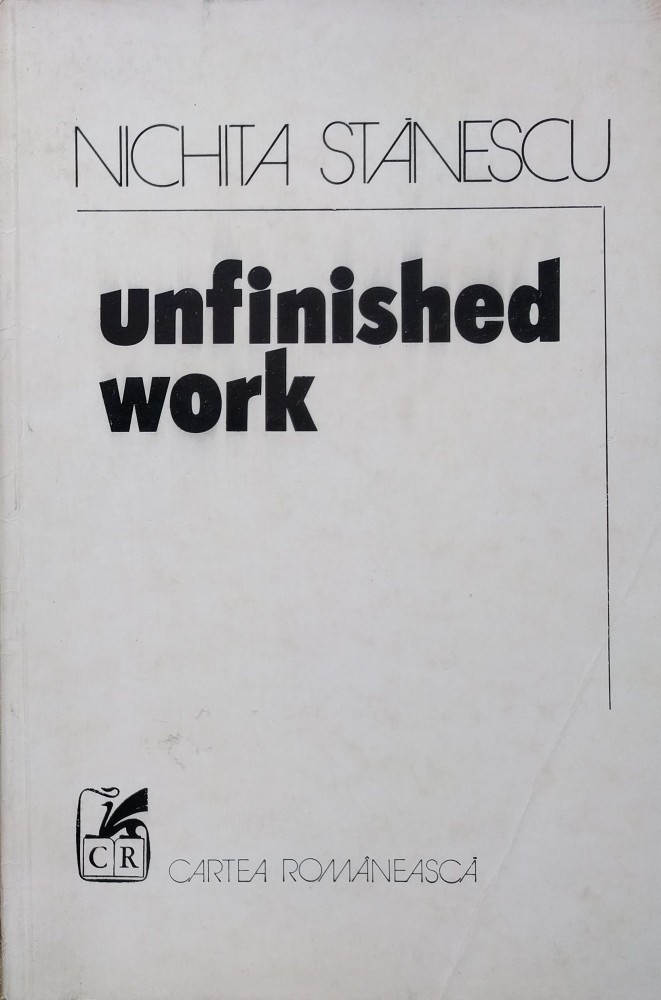 NICHITA STĂNESCU
unfinished
work
CR
CARTEA ROMÂNEASCĂ